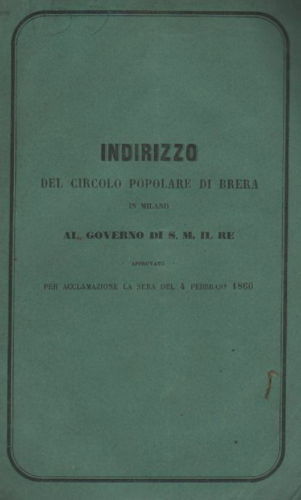 INDIRIZZO
DEL CIRCOLO POPOLARE DI BRERA
IN MILANO
AL GOVERNO DI S. M. IL RE
APPROVATO
PER ACCLAMAZIONE LA SERA DEL 4 FEBBRAJO 1860